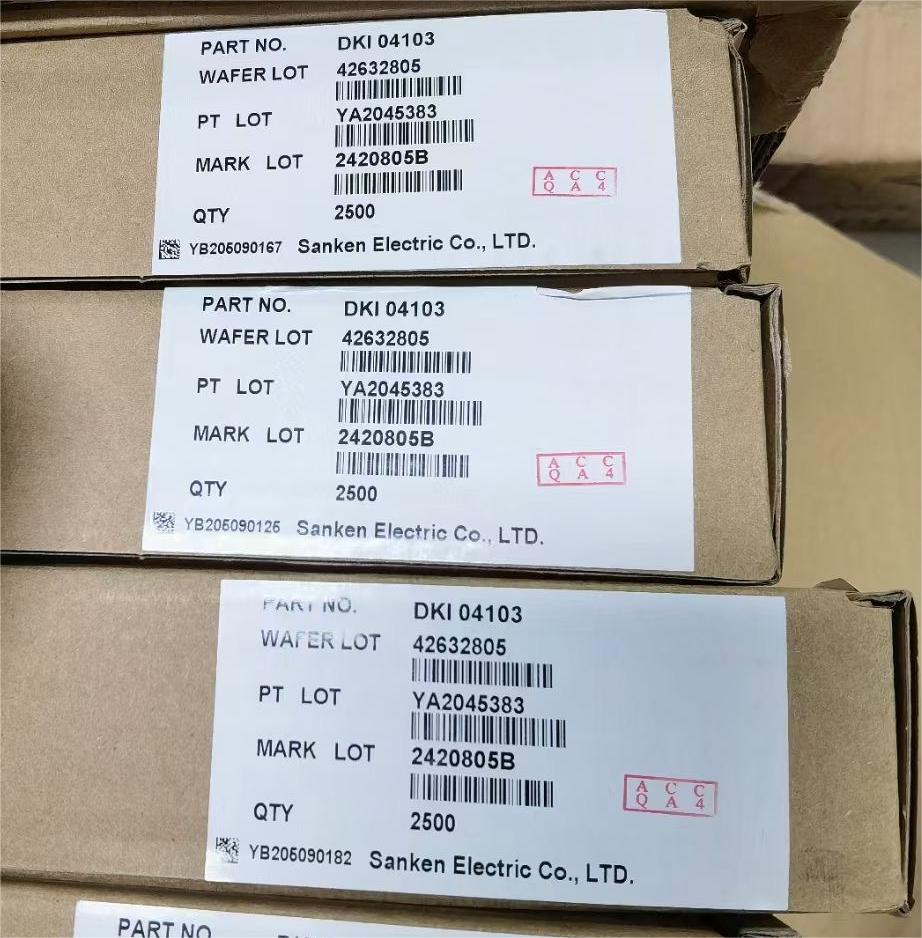 PART NO. DKI 04103
WAFER LOT 42632805
PT LOT YA2045383
MARK LOT 2420805B
A C C
Q A 4
QTY 2500
YB205090167 Sanken Electric Co., LTD.
PART NO. DKI 04103
WAFER LOT 42632805
PT LOT YA2045383
MARK LOT 2420805B
A C C
Q A 4
QTY 2500
YB205090125 Sanken Electric Co., LTD.
PART NO. DKI 04103
WAFER LOT 42632805
PT LOT YA2045383
MARK LOT 2420805B
A C C
Q A 4
QTY 2500
YB205090182 Sanken Electric Co., LTD.
PART NO